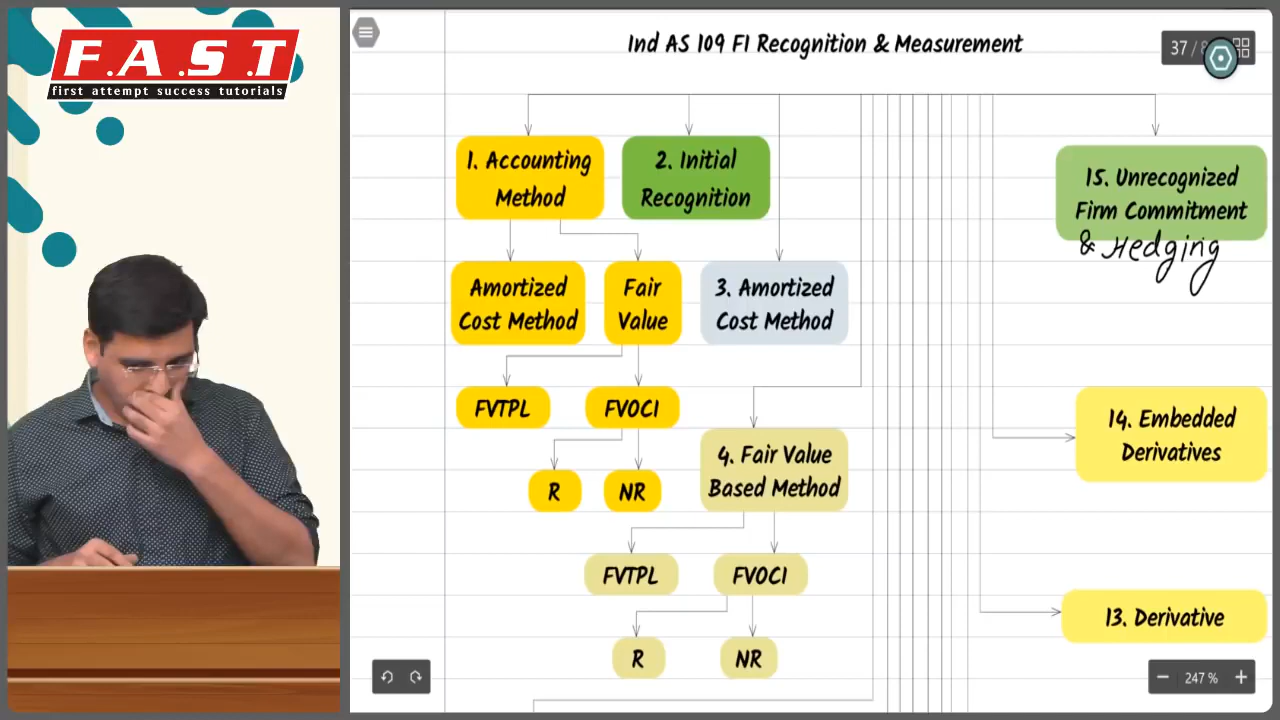 F.A.S.T
first attempt success tutorials
Ind AS 109 FI Recognition & Measurement
37 /
1. Accounting
Method
2. Initial
Recognition
15. Unrecognized
Firm Commitment
& Hedging
Amortized
Cost Method
Fair
Value
3. Amortized
Cost Method
FVTPL
FVOCI
14. Embedded
Derivatives
R
NR
4. Fair Value
Based Method
FVTPL
FVOCI
13. Derivative
R
NR
247 %